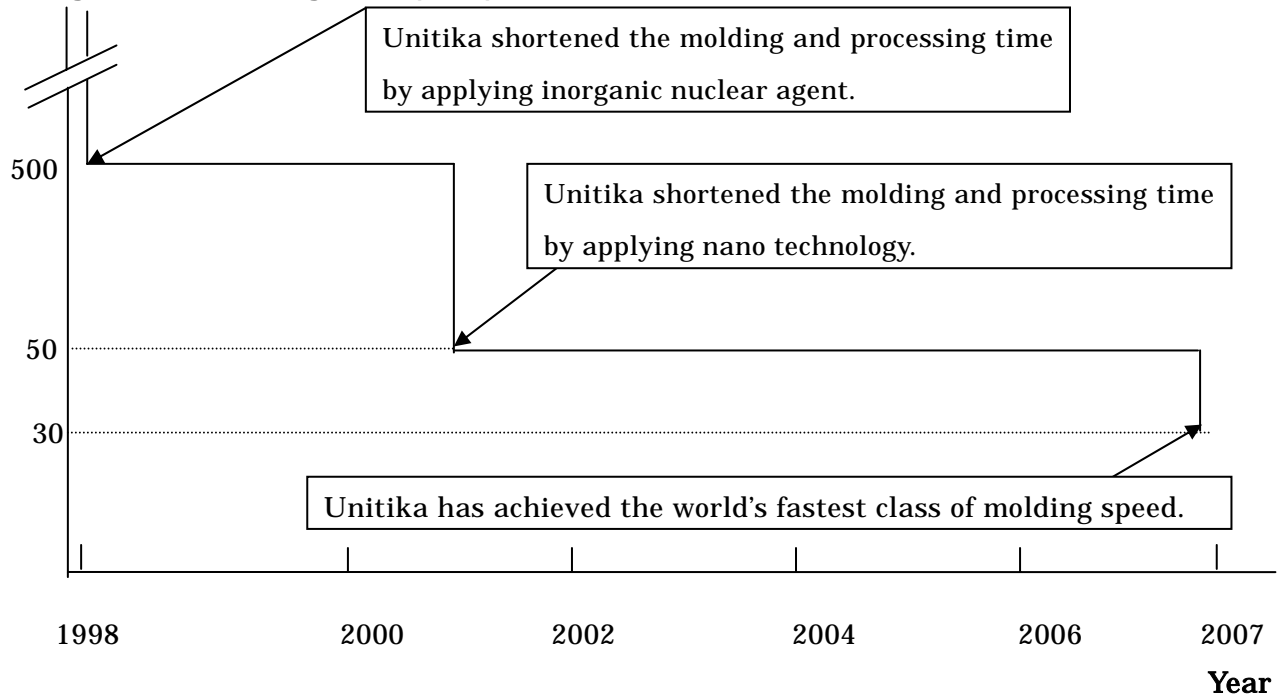 Unitika shortened the molding and processing time
by applying inorganic nuclear agent.
500
Unitika shortened the molding and processing time
by applying nano technology.
50
30
Unitika has achieved the world's fastest class of molding speed.
1998 2000 2002 2004 2006 2007
Year